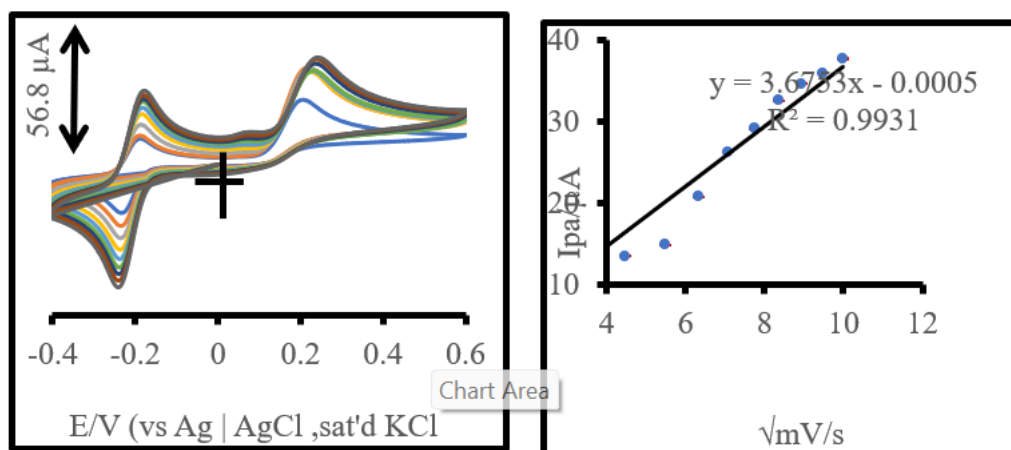 56.8 µA
-0.4 -0.2 0 0.2 0.4 0.6
Chart Area
E/V (vs Ag | AgCl ,sat'd KCl
40
30
20
10
Ipa/µA
y = 3.6753x - 0.0005
R² = 0.9931
4 6 8 10 12
√mV/s